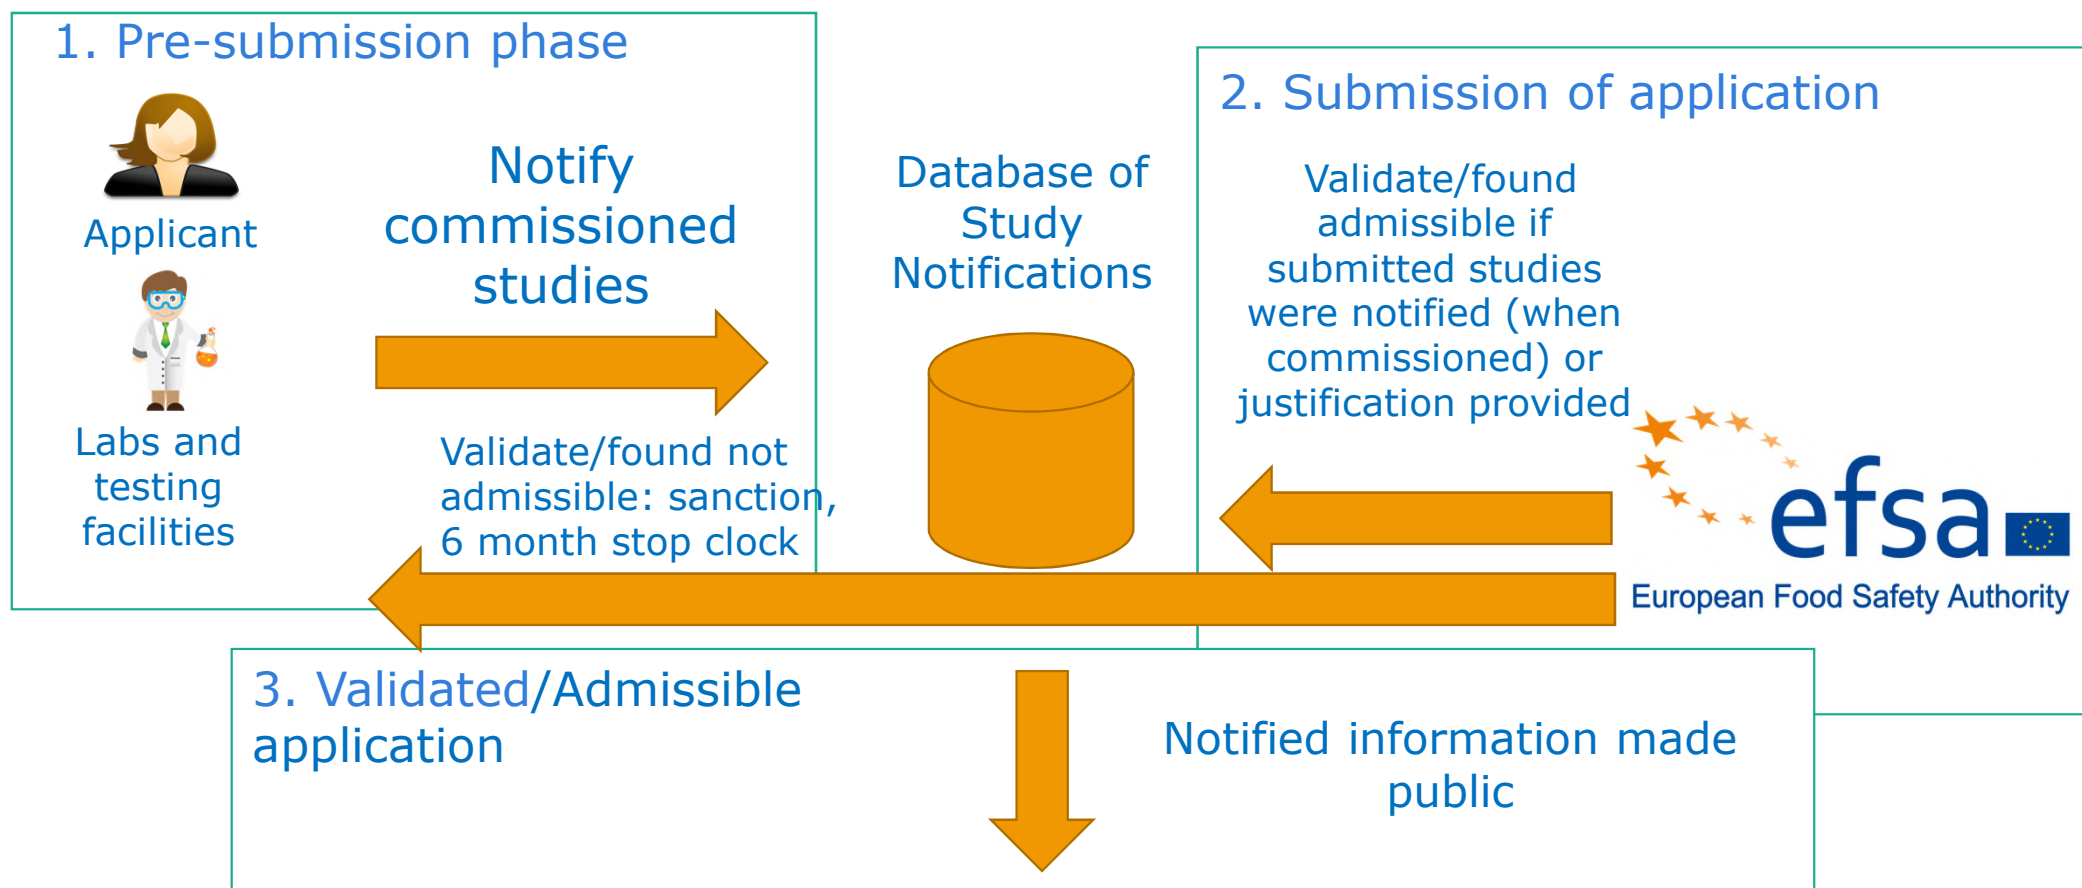 1. Pre-submission phase
Applicant
Labs and
testing
facilities
Notify
commissioned
studies
Validate/found not
admissible: sanction,
6 month stop clock
Database of
Study
Notifications
2. Submission of application
Validate/found
admissible if
submitted studies
were notified (when
commissioned) or
justification provided
efsa
European Food Safety Authority
3. Validated/Admissible
application
Notified information made
public